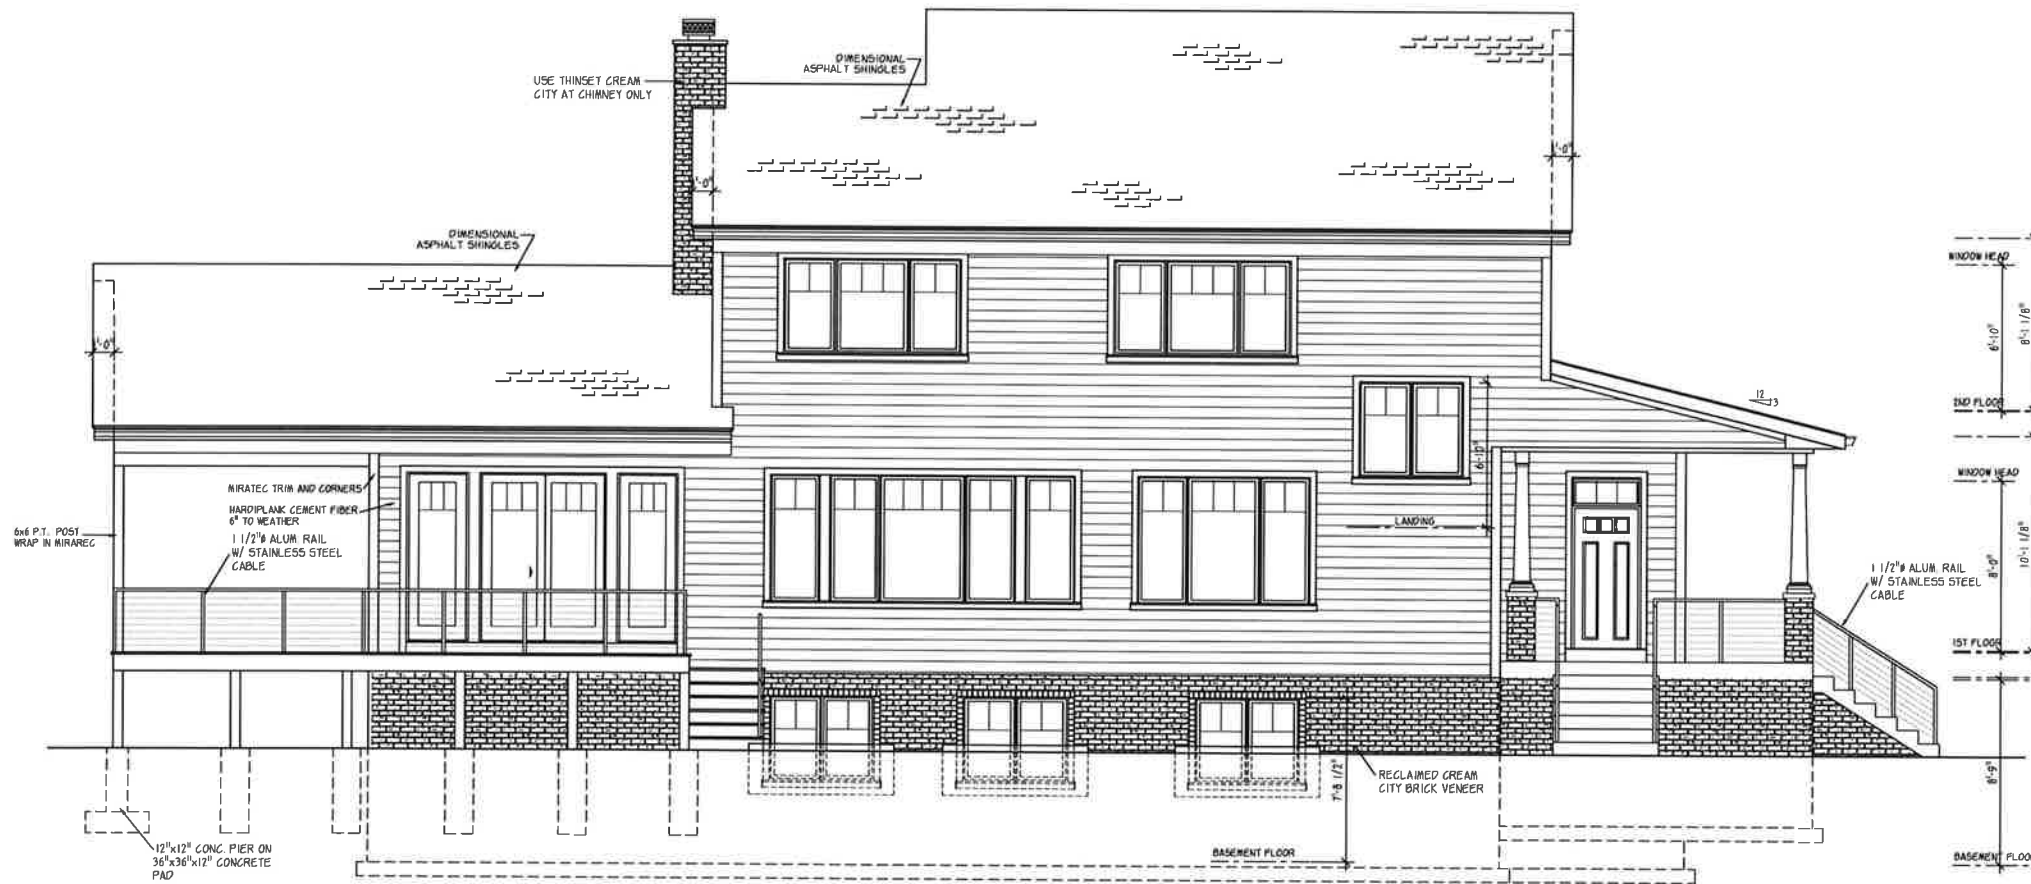 USE THINSET CREAM
CITY AT CHIMNEY ONLY
DIMENSIONAL
ASPHALT SHINGLES
1'-0"
1'-0"
DIMENSIONAL
ASPHALT SHINGLES
1'-0"
WINDOW HEAD
6'-10"
8'-1 1/8"
2ND FLOOR
12
3
6'-10"
LANDING
WINDOW HEAD
8'-0"
10'-1 1/8"
1ST FLOOR
MIRATEC TRIM AND CORNERS
HARDIPLANK CEMENT FIBER
6" TO WEATHER
6x6 P.T. POST
WRAP IN MIRAREC
1 1/2"ø ALUM RAIL
W/ STAINLESS STEEL
CABLE
1 1/2"ø ALUM. RAIL
W/ STAINLESS STEEL
CABLE
RECLAIMED CREAM
CITY BRICK VENEER
7'-8 1/2"
8'-9"
12"x12" CONC. PIER ON
36"x36"x12" CONCRETE
PAD
BASEMENT FLOOR
BASEMENT FLOOR